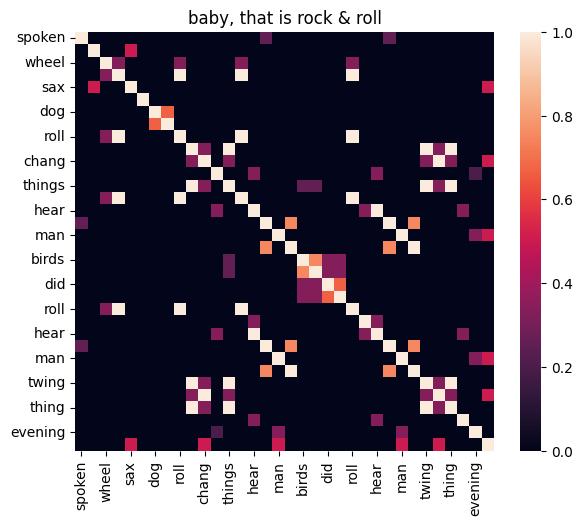 baby, that is rock & roll
spoken
wheel
sax
dog
roll
chang
things
hear
man
birds
did
roll
hear
man
twing
thing
evening
1.0
0.8
0.6
0.4
0.2
0.0
spoken wheel sax dog roll chang things hear man birds did roll hear man twing thing evening